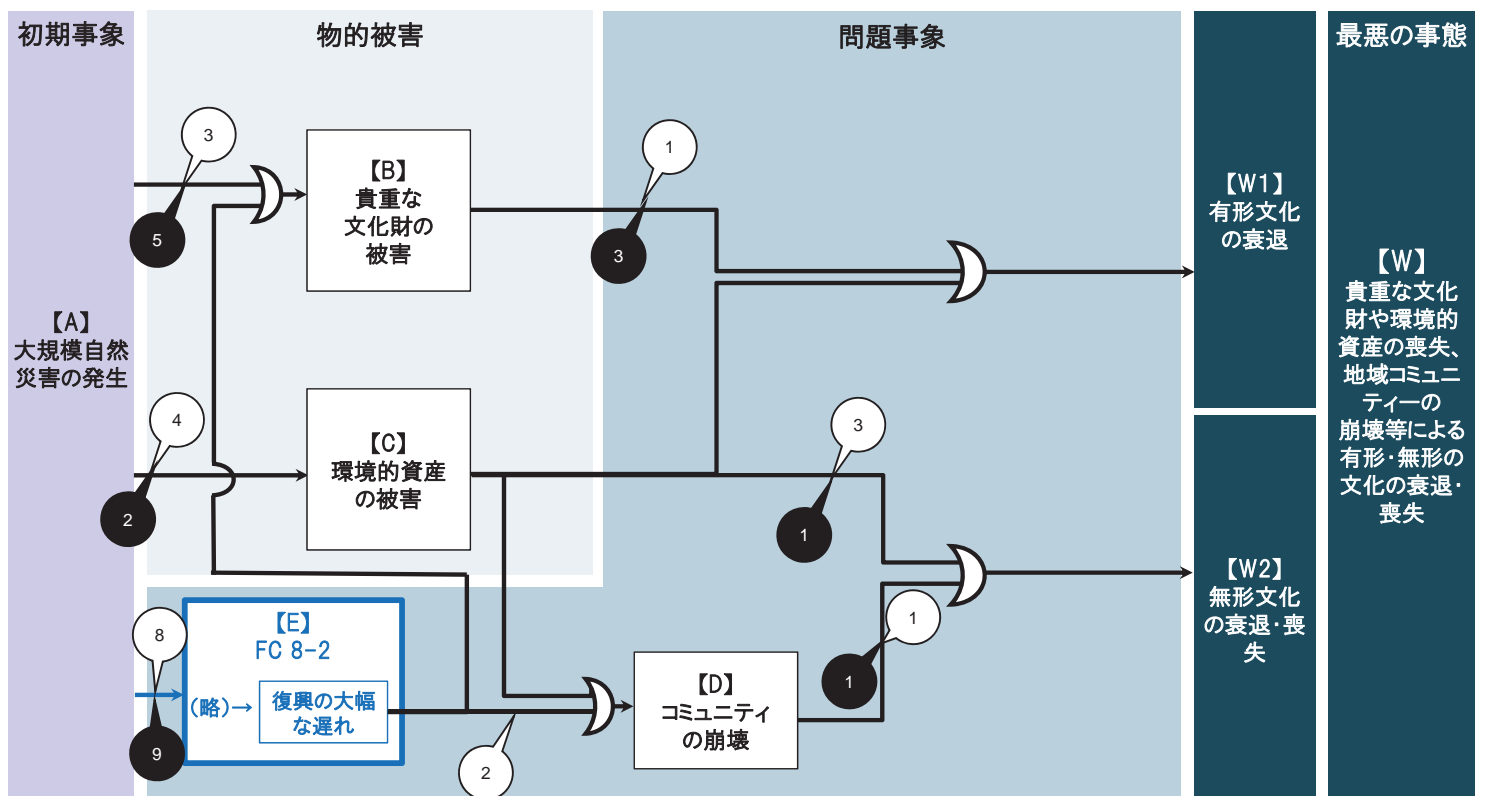 初期事象
物的被害
問題事象
最悪の事態
3
5
【B】
貴重な
文化財の
被害
1
3
【W1】
有形文化
の衰退
【A】
大規模自然
災害の発生
4
2
【C】
環境的資産
の被害
3
1
【W】
貴重な文化
財や環境的
資産の喪失、
地域コミュニ
ティーの
崩壊等による
有形・無形の
文化の衰退・
喪失
8
9
【E】
FC 8-2
(略)→
復興の大幅
な遅れ
2
【D】
コミュニティ
の崩壊
1
1
【W2】
無形文化
の衰退・喪
失